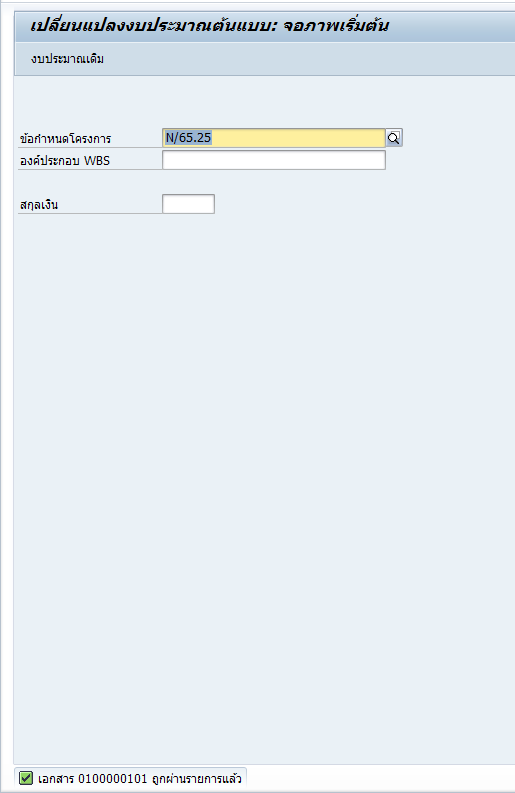 เปลี่ยนแปลงงบประมาณต้นแบบ: จอภาพเริ่มต้น
งบประมาณเดิม
ข้อกำหนดโครงการ N/65.25
องค์ประกอบ WBS
สกุลเงิน
เอกสาร 0100000101 ถูกผ่านรายการแล้ว